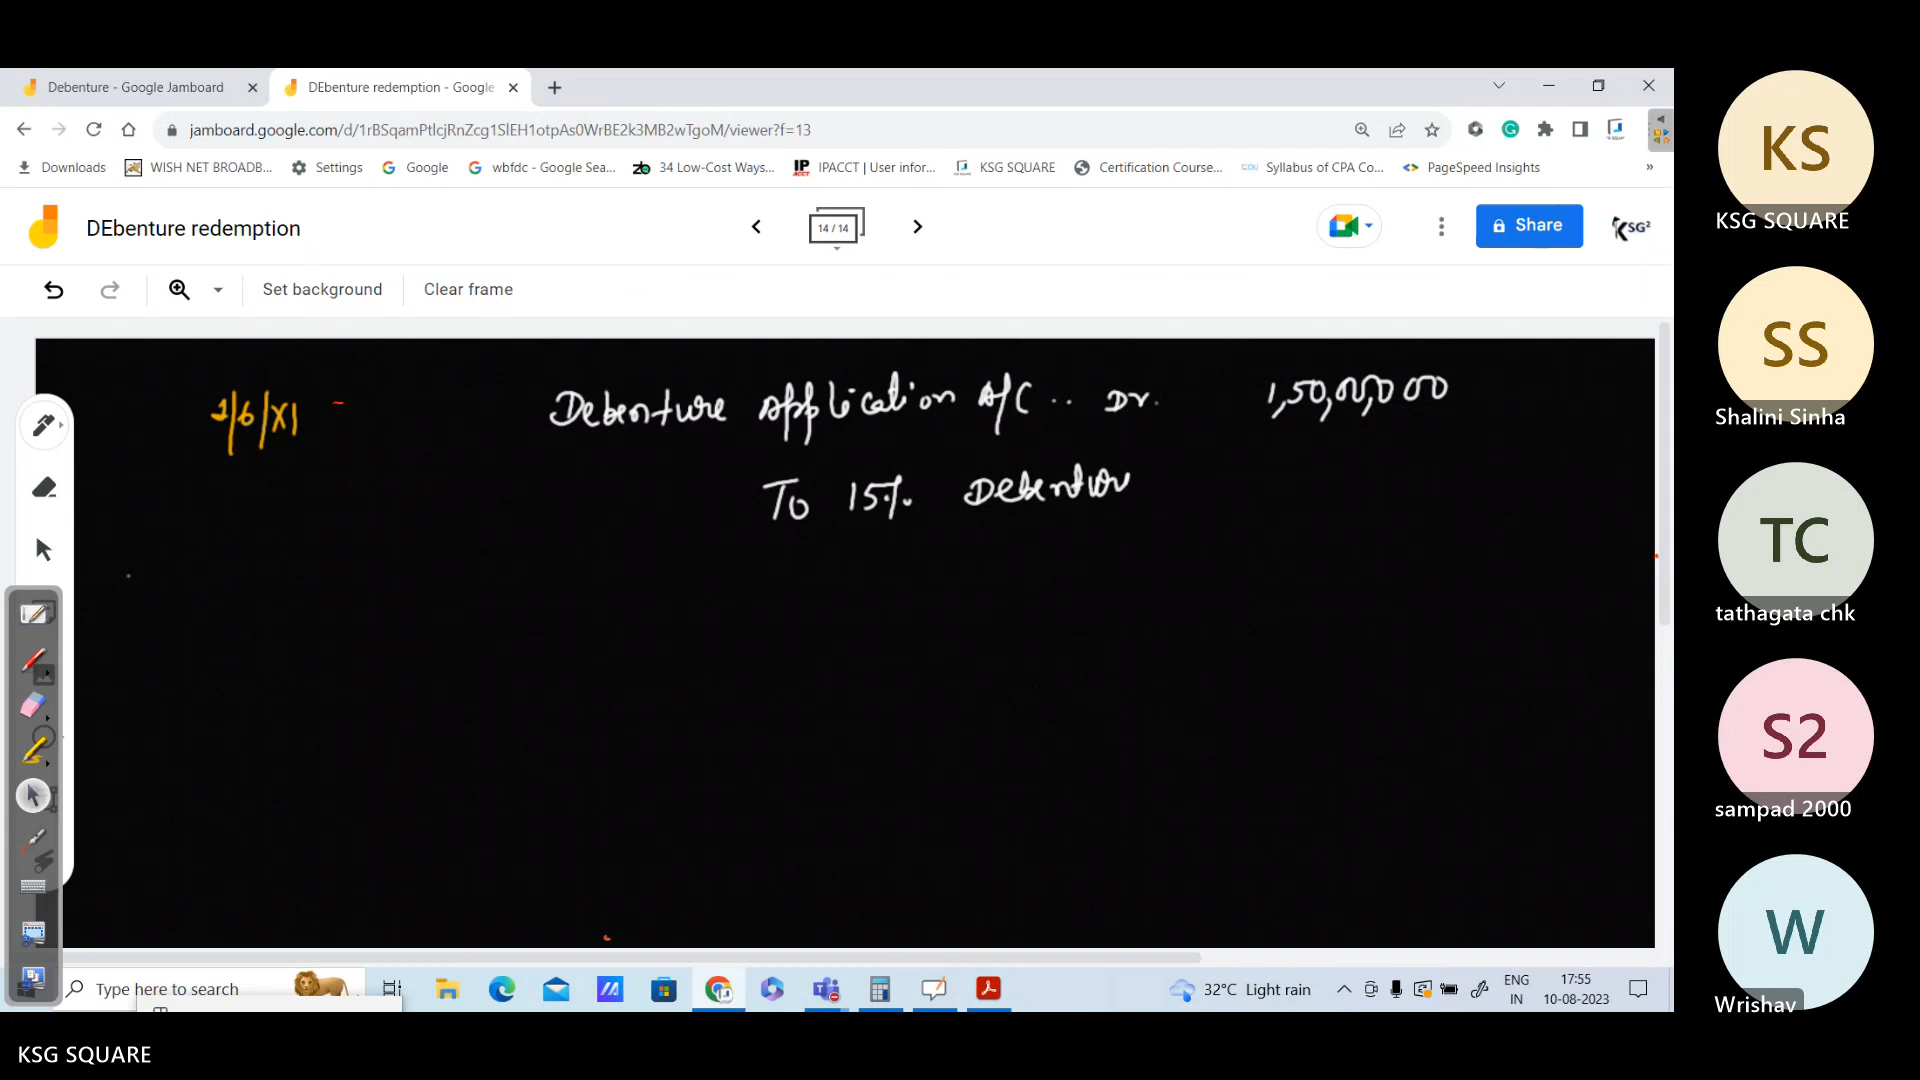 Debenture - Google Jamboard
DEbenture redemption - Google
jamboard.google.com/d/1rBSqamPtlcjRnZcg1SlEH1otpAs0WrBE2k3MB2wTgoM/viewer?f=13
Downloads WISH NET BROADB... Settings Google wbfdc - Google Sea... 34 Low-Cost Ways... IPACCT | User infor... KSG SQUARE Certification Course... Syllabus of CPA Co... PageSpeed Insights »
DEbenture redemption
14 / 14
Share
KSG²
Set background
Clear frame
1/6/X1 - Debenture Application A/C .. Dr. 1,50,00,000
To 15% Debenture
Type here to search
32°C Light rain
ENG
IN
17:55
10-08-2023
KS
KSG SQUARE
SS
Shalini Sinha
TC
tathagata chk
S2
sampad 2000
W
Wrishav
KSG SQUARE